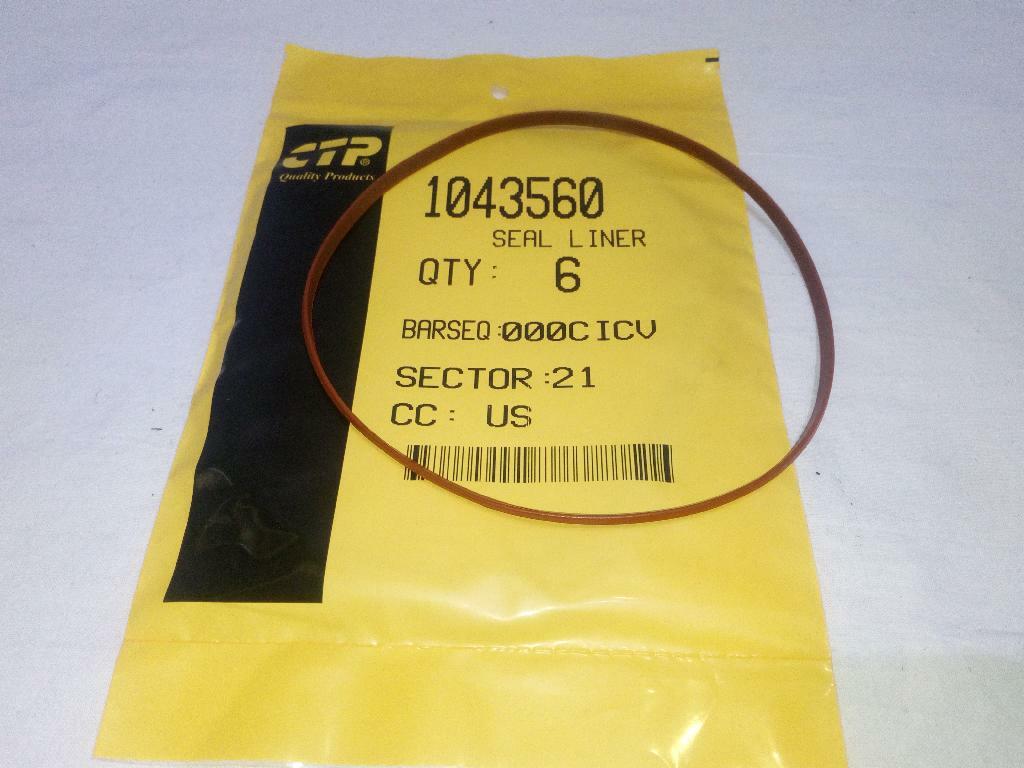 CTP®
Quality Products
1043560
SEAL LINER
QTY: 6
BARSEQ:000CICV
SECTOR:21
CC: US